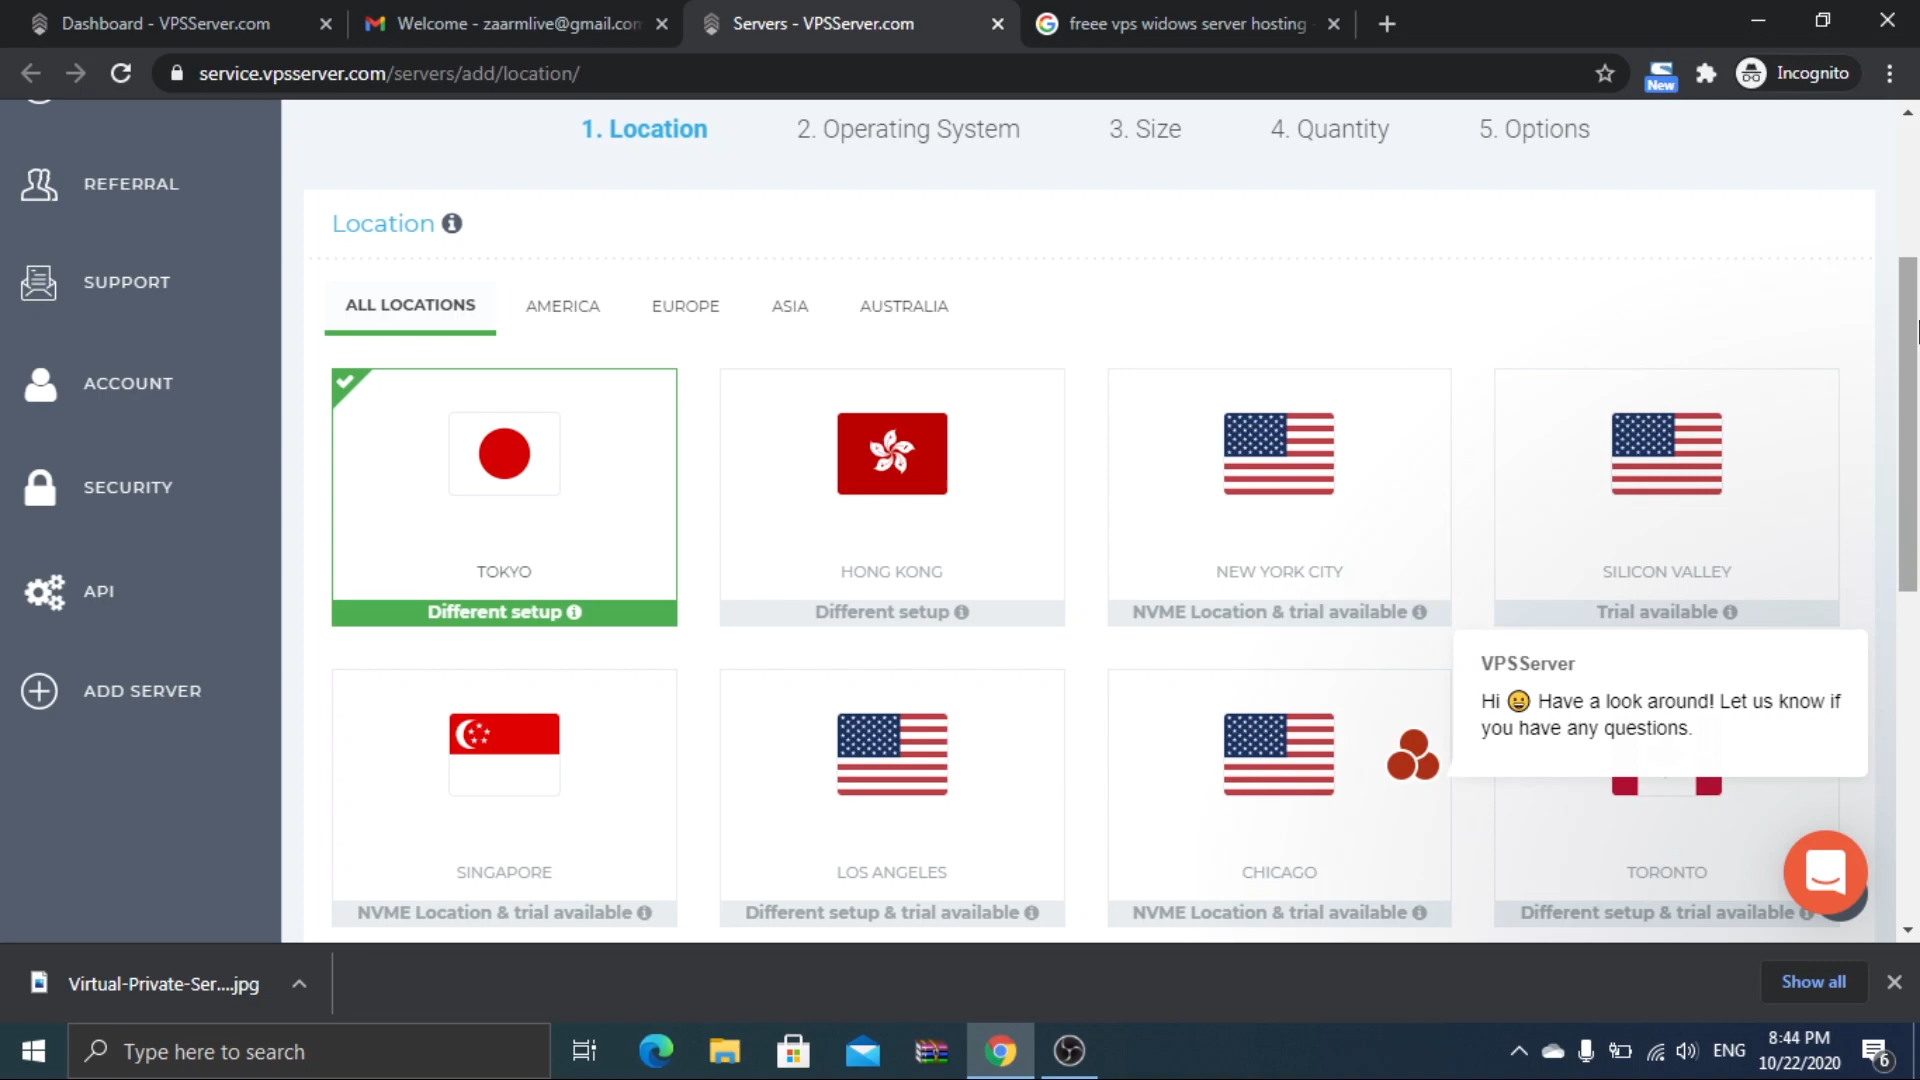 Dashboard - VPSServer.com
Welcome - zaarmlive@gmail.com
Servers - VPSServer.com
freee vps widows server hosting
service.vpsserver.com/servers/add/location/
New
Incognito
1. Location
2. Operating System
3. Size
4. Quantity
5. Options
REFERRAL
SUPPORT
ACCOUNT
SECURITY
API
ADD SERVER
Location
ALL LOCATIONS
AMERICA
EUROPE
ASIA
AUSTRALIA
TOKYO
Different setup
HONG KONG
Different setup
NEW YORK CITY
NVME Location & trial available
SILICON VALLEY
Trial available
SINGAPORE
NVME Location & trial available
LOS ANGELES
Different setup & trial available
CHICAGO
NVME Location & trial available
TORONTO
Different setup & trial available
VPSServer
Hi 😀 Have a look around! Let us know if
you have any questions.
Virtual-Private-Ser....jpg
Show all
Type here to search
ENG
8:44 PM
10/22/2020
6